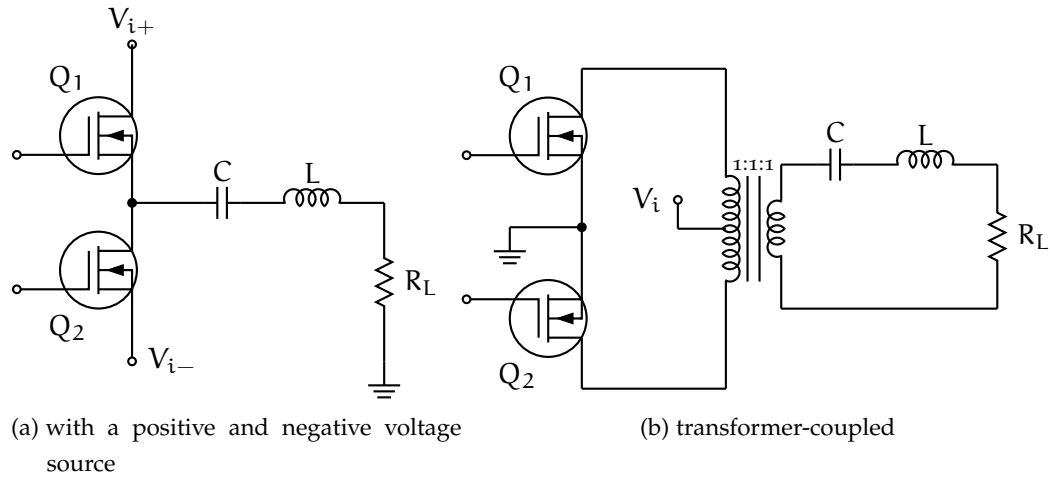 V_{i+}
Q_1
C
L
R_L
Q_2
V_{i-}
(a) with a positive and negative voltage
source
Q_1
1:1:1
C
L
V_i
R_L
Q_2
(b) transformer-coupled